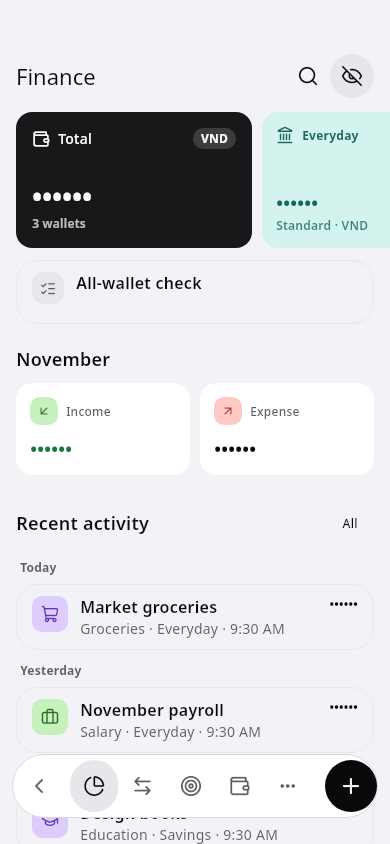 Finance
Total
VND
••••••
3 wallets
Everyday
••••••
Standard · VND
All-wallet check
November
Income
••••••
Expense
••••••
Recent activity
All
Today
Market groceries
••••••
Groceries · Everyday · 9:30 AM
Yesterday
November payroll
••••••
Salary · Everyday · 9:30 AM
Design books
Education · Savings · 9:30 AM